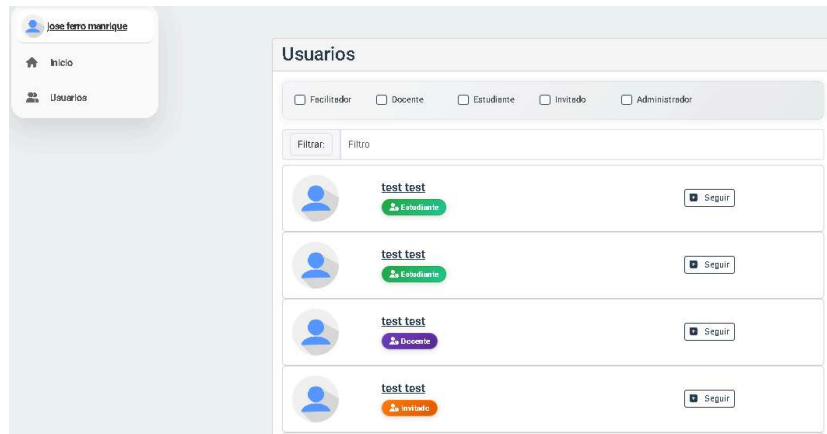 jose ferro manrique
Inicio
Usuarios
Usuarios
Facilitador Docente Estudiante Invitado Administrador
Filtrar: Filtro
test test
Estudiante
Seguir
test test
Estudiante
Seguir
test test
Docente
Seguir
test test
Invitado
Seguir